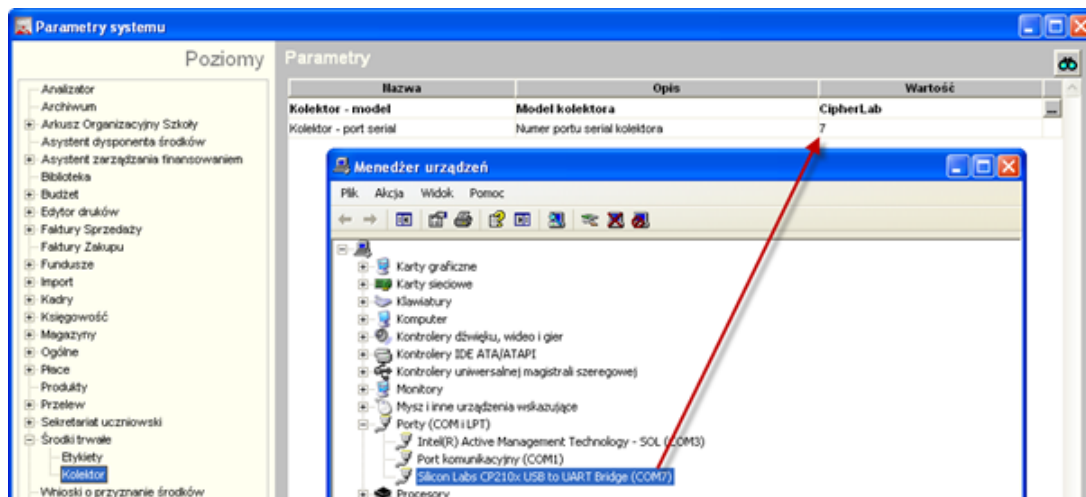 Parametry systemu
Poziomy
Analizator
Archiwum
Arkusz Organizacyjny Szkoły
Asystent dysponenta środków
Asystent zarządzania finansowaniem
Biblioteka
Budżet
Edytor druków
Faktury Sprzedaży
Faktury Zakupu
Fundusze
Import
Kadry
Księgowość
Magazyny
Ogólne
Płace
Produkty
Przelew
Sekretariat uczniowski
Środki trwałe
Etykiety
Kolektor
Wnioski o przyznanie środków
Parametry
Nazwa Opis Wartość
Kolektor - model Model kolektora CipherLab ...
Kolektor - port serial Numer portu serial kolektora 7
Menedżer urządzeń
Plik Akcja Widok Pomoc
Karty graficzne
Karty sieciowe
Klawiatury
Komputer
Kontrolery dźwięku, wideo i gier
Kontrolery IDE ATA/ATAPI
Kontrolery uniwersalnej magistrali szeregowej
Monitory
Mysz i inne urządzenia wskazujące
Porty (COM i LPT)
Intel(R) Active Management Technology - SOL (COM3)
Port komunikacyjny (COM1)
Silicon Labs CP210x USB to UART Bridge (COM7)
Procesory